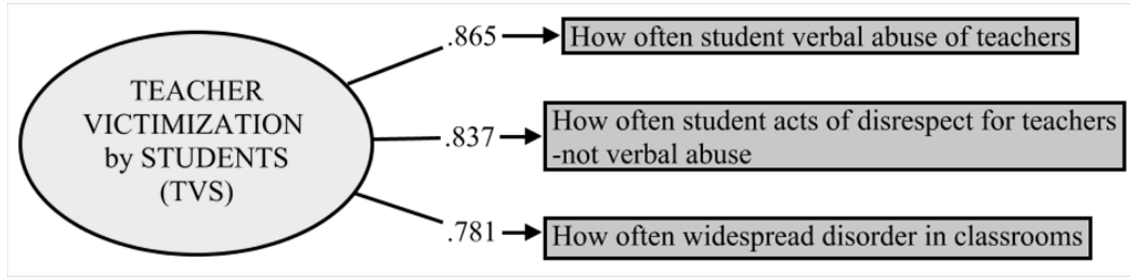 TEACHER
VICTIMIZATION
by STUDENTS
(TVS)
.865
How often student verbal abuse of teachers
.837
How often student acts of disrespect for teachers
-not verbal abuse
.781
How often widespread disorder in classrooms